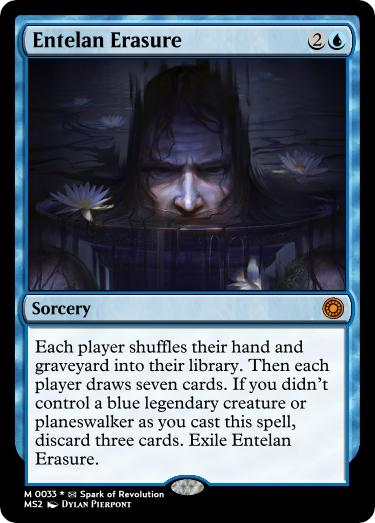 Entelan Erasure 2
Sorcery
Each player shuffles their hand and
graveyard into their library. Then each
player draws seven cards. If you didn't
control a blue legendary creature or
planeswalker as you cast this spell,
discard three cards. Exile Entelan
Erasure.
M 0033 * Spark of Revolution
MS2 Dylan Pierpont